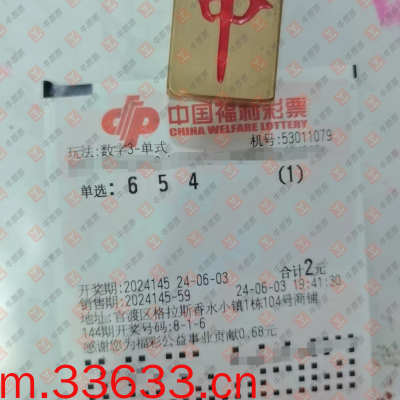 中
中国福利彩票
CHINA WELFARE LOTTERY
玩法:数字3-单式 机号:53011079
单选: 6 5 4 (1)
合计2元
开奖期:2024145 24-06-03
销售期:2024145-59 24-06-03 19:41:30
地址:官渡区格拉斯香水小镇1栋104号商铺
144期开奖号码:8-1-6
感谢您为福彩公益事业贡献0.68元
m.33633.cn